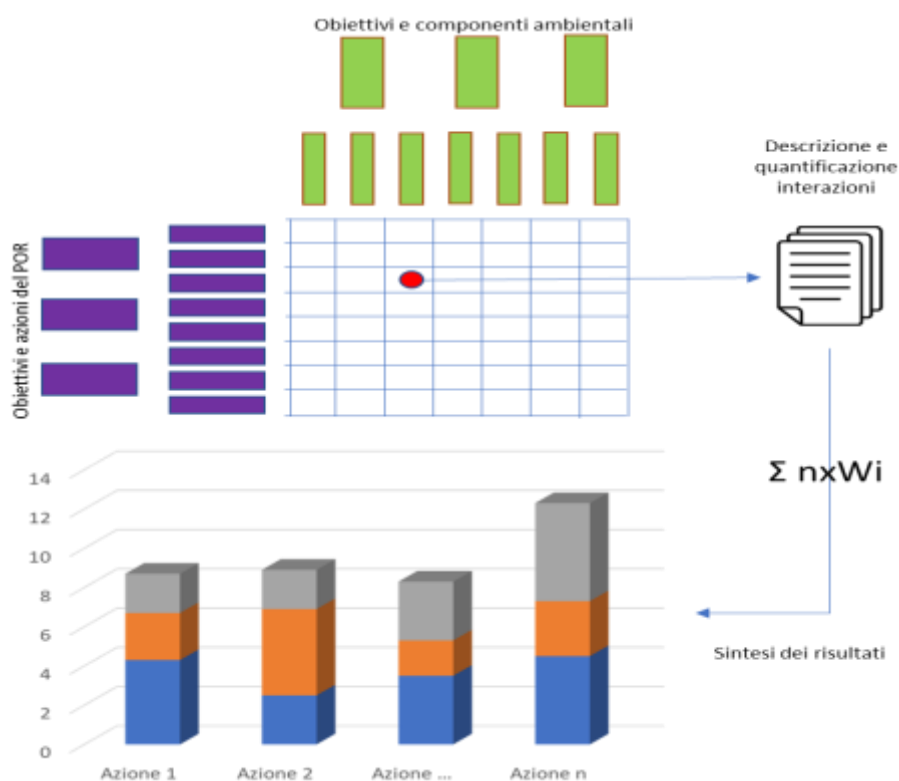 Obiettivi e componenti ambientali
Descrizione e
quantificazione
interazioni
Obiettivi e azioni del POR
Σ nxWi
Sintesi dei risultati
14
12
10
8
6
4
2
0
Azione 1
Azione 2
Azione ...
Azione n